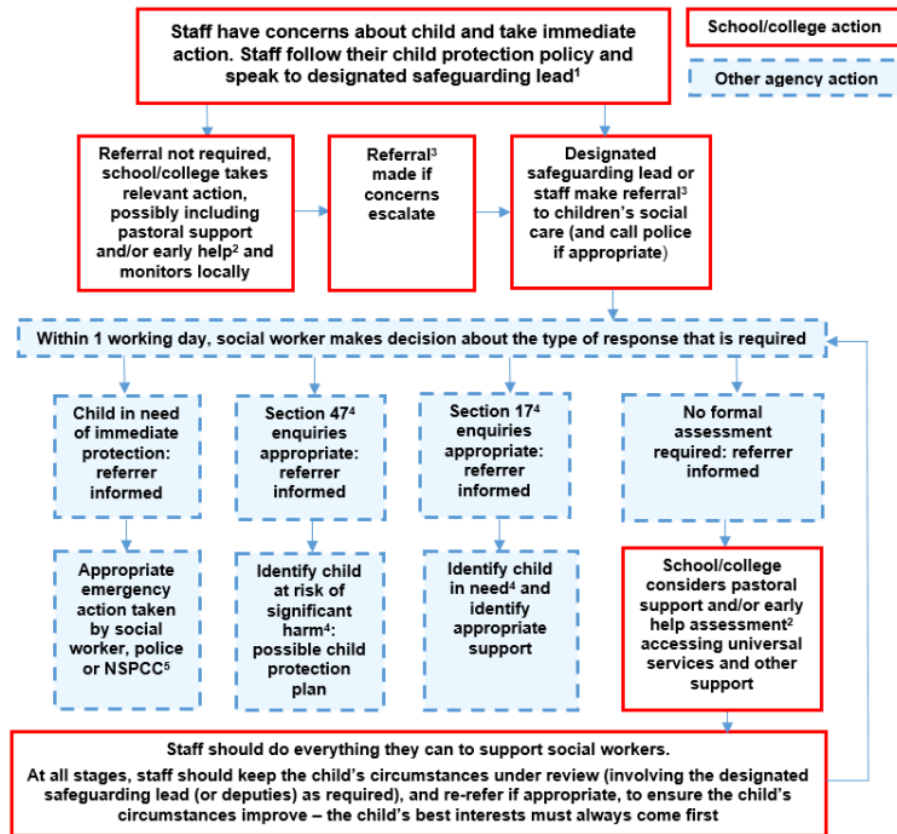 Staff have concerns about child and take immediate
action. Staff follow their child protection policy and
speak to designated safeguarding lead¹
School/college action
Other agency action
Referral not required,
school/college takes
relevant action,
possibly including
pastoral support
and/or early help² and
monitors locally
Referral³
made if
concerns
escalate
Designated
safeguarding lead or
staff make referral³
to children's social
care (and call police
if appropriate)
Within 1 working day, social worker makes decision about the type of response that is required
Child in need
of immediate
protection:
referrer
informed
Section 47⁴
enquiries
appropriate:
referrer
informed
Section 17⁴
enquiries
appropriate:
referrer
informed
No formal
assessment
required: referrer
informed
Appropriate
emergency
action taken
by social
worker, police
or NSPCC⁵
Identify child
at risk of
significant
harm⁴:
possible child
protection
plan
Identify child
in need⁴ and
identify
appropriate
support
School/college
considers pastoral
support and/or early
help assessment²
accessing universal
services and other
support
Staff should do everything they can to support social workers.
At all stages, staff should keep the child's circumstances under review (involving the designated
safeguarding lead (or deputies) as required), and re-refer if appropriate, to ensure the child's
circumstances improve – the child's best interests must always come first